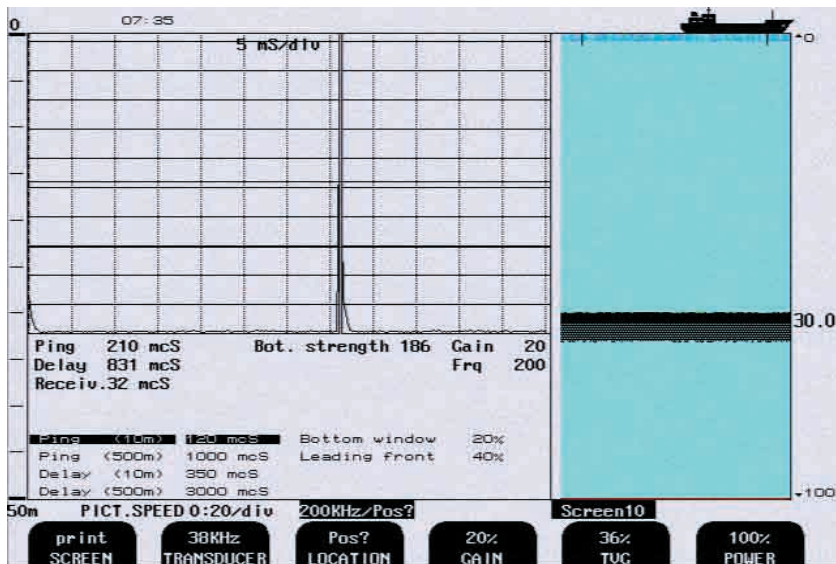 0
07:35
5 mS/div
0
Ping 210 mcS
Bot. strength 186
Gain 20
Delay 831 mcS
Frq 200
Receiv.32 mcS
30.0
Ping (10m) 120 mcS
Bottom window 20%
Ping (500m) 1000 mcS
Leading front 40%
Delay (10m) 350 mcS
Delay (500m) 3000 mcS
100
50m
PICT.SPEED 0:20/div
200KHz/Pos?
Screen10
print SCREEN
38KHz TRANSDUCER
Pos? LOCATION
20% GAIN
36% TVG
100% POWER